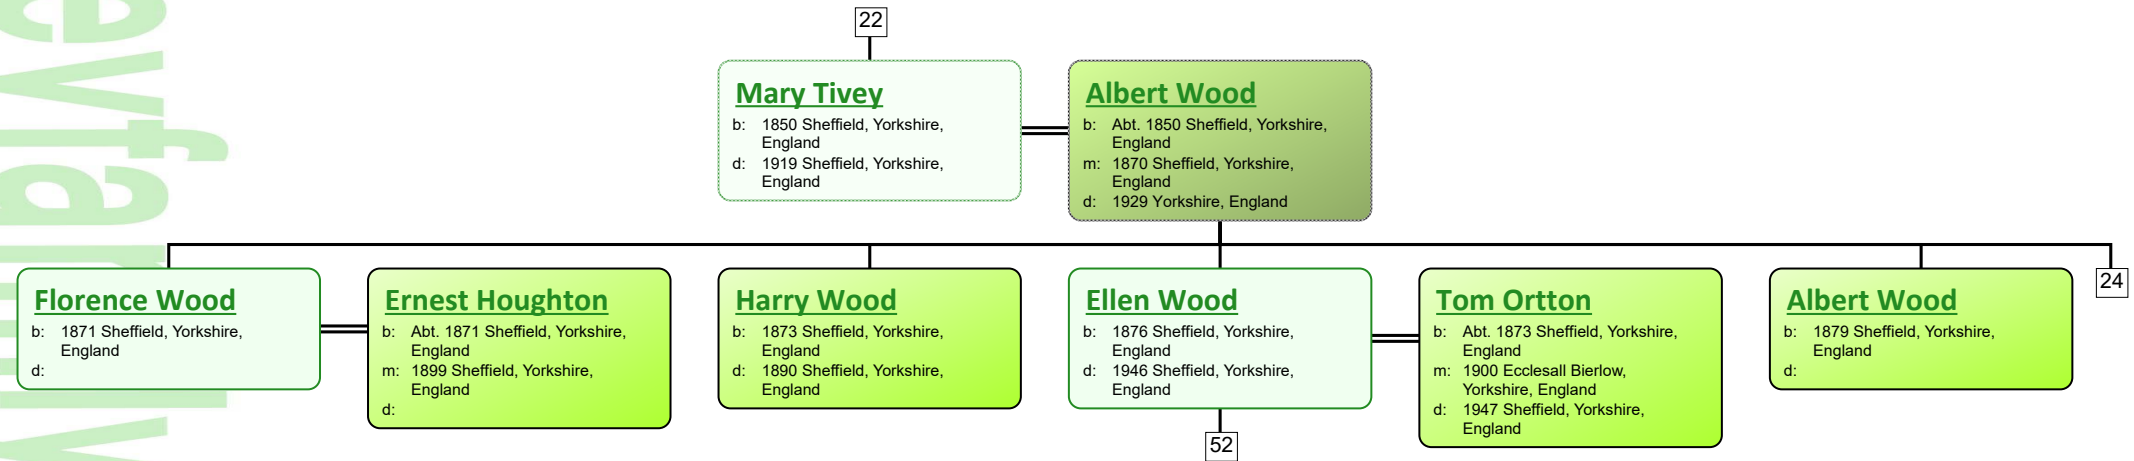 22
Mary Tivey
b: 1850 Sheffield, Yorkshire,
England
d: 1919 Sheffield, Yorkshire,
England
Albert Wood
b: Abt. 1850 Sheffield, Yorkshire,
England
m: 1870 Sheffield, Yorkshire,
England
d: 1929 Yorkshire, England
Florence Wood
b: 1871 Sheffield, Yorkshire,
England
d:
Ernest Houghton
b: Abt. 1871 Sheffield, Yorkshire,
England
m: 1899 Sheffield, Yorkshire,
England
d:
Harry Wood
b: 1873 Sheffield, Yorkshire,
England
d: 1890 Sheffield, Yorkshire,
England
Ellen Wood
b: 1876 Sheffield, Yorkshire,
England
d: 1946 Sheffield, Yorkshire,
England
52
Tom Ortton
b: Abt. 1873 Sheffield, Yorkshire,
England
m: 1900 Ecclesall Bierlow,
Yorkshire, England
d: 1947 Sheffield, Yorkshire,
England
Albert Wood
b: 1879 Sheffield, Yorkshire,
England
d:
24